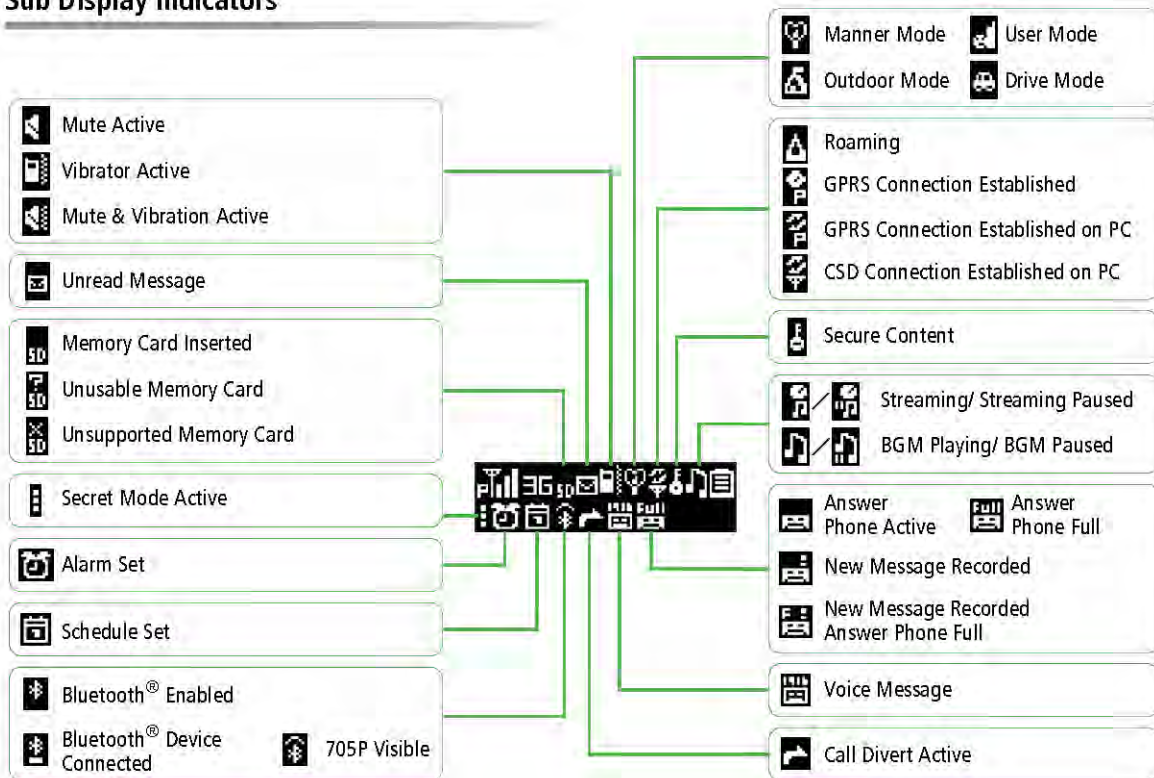 Sub Display Indicators
Mute Active
Vibrator Active
Mute & Vibration Active
Unread Message
Memory Card Inserted
Unusable Memory Card
Unsupported Memory Card
Secret Mode Active
Alarm Set
Schedule Set
Bluetooth® Enabled
Bluetooth® Device
Connected
705P Visible
Manner Mode
User Mode
Outdoor Mode
Drive Mode
Roaming
GPRS Connection Established
GPRS Connection Established on PC
CSD Connection Established on PC
Secure Content
Streaming/ Streaming Paused
BGM Playing/ BGM Paused
Answer
Phone Active
Answer
Phone Full
New Message Recorded
New Message Recorded
Answer Phone Full
Voice Message
Call Divert Active
3G SD
Full